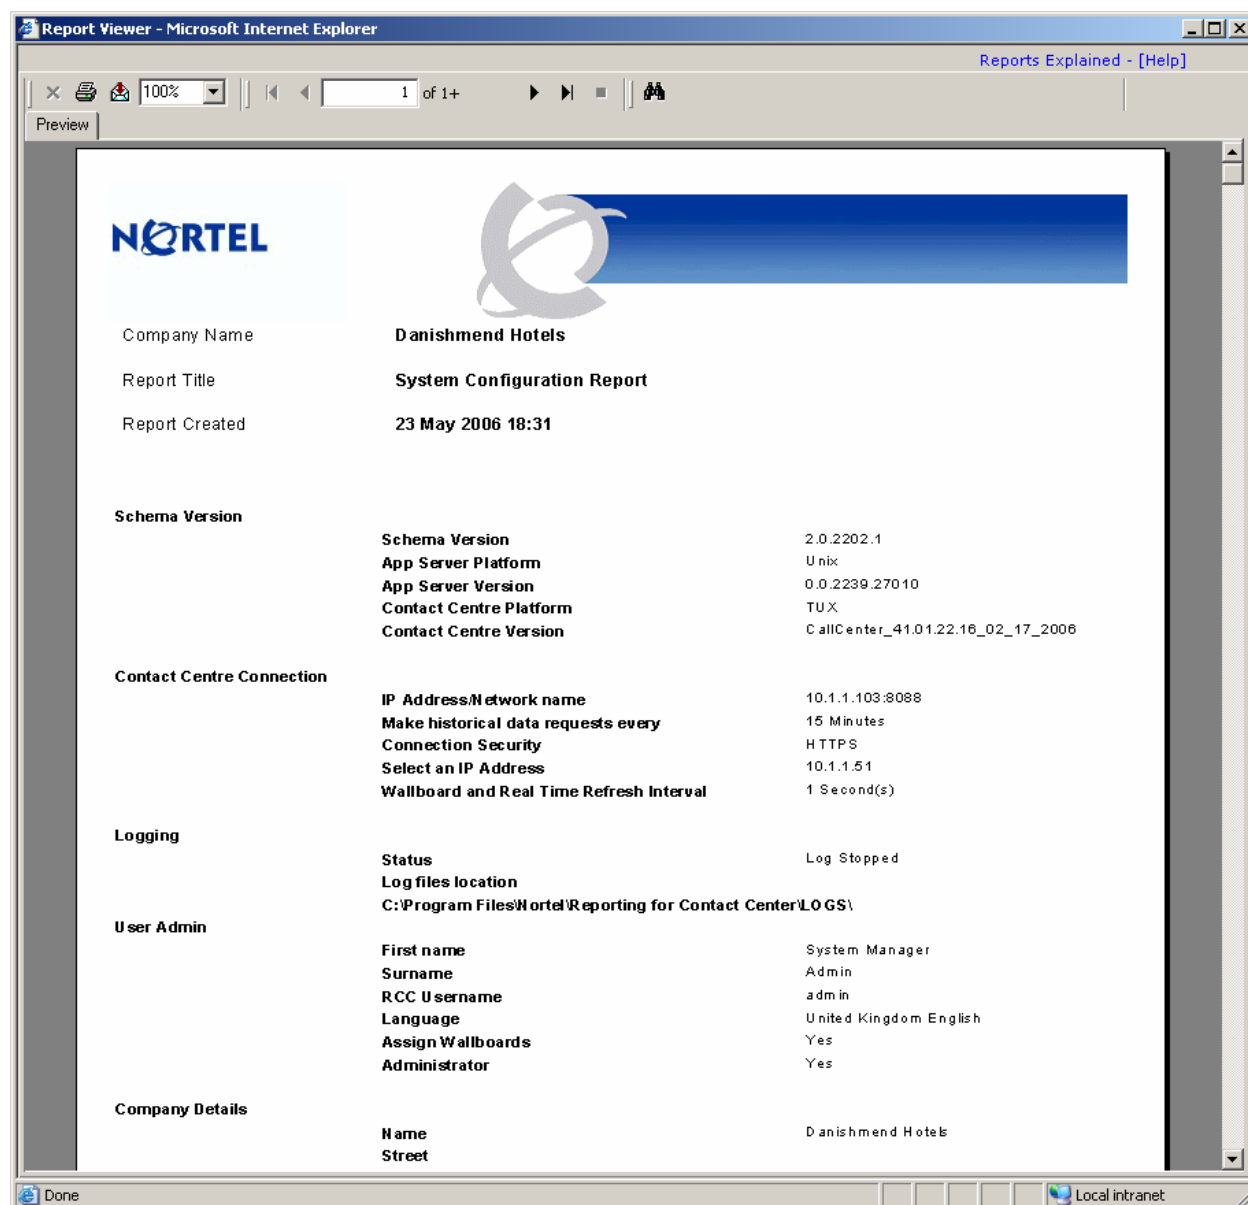 Report Viewer - Microsoft Internet Explorer
Reports Explained - [Help]
100% 1 of 1+
Preview
NORTEL
Company Name Danishmend Hotels
Report Title System Configuration Report
Report Created 23 May 2006 18:31
Schema Version
Schema Version 2.0.2202.1
App Server Platform Unix
App Server Version 0.0.2239.27010
Contact Centre Platform TUX
Contact Centre Version CallCenter_41.01.22.16_02_17_2006
Contact Centre Connection
IP Address/Network name 10.1.1.103:8088
Make historical data requests every 15 Minutes
Connection Security HTTPS
Select an IP Address 10.1.1.51
Wallboard and Real Time Refresh Interval 1 Second(s)
Logging
Status Log Stopped
Log files location
C:\Program Files\Nortel\Reporting for Contact Center\LOGS\
User Admin
First name System Manager
Surname Admin
RCC Username admin
Language United Kingdom English
Assign Wallboards Yes
Administrator Yes
Company Details
Name Danishmend Hotels
Street
Done Local intranet